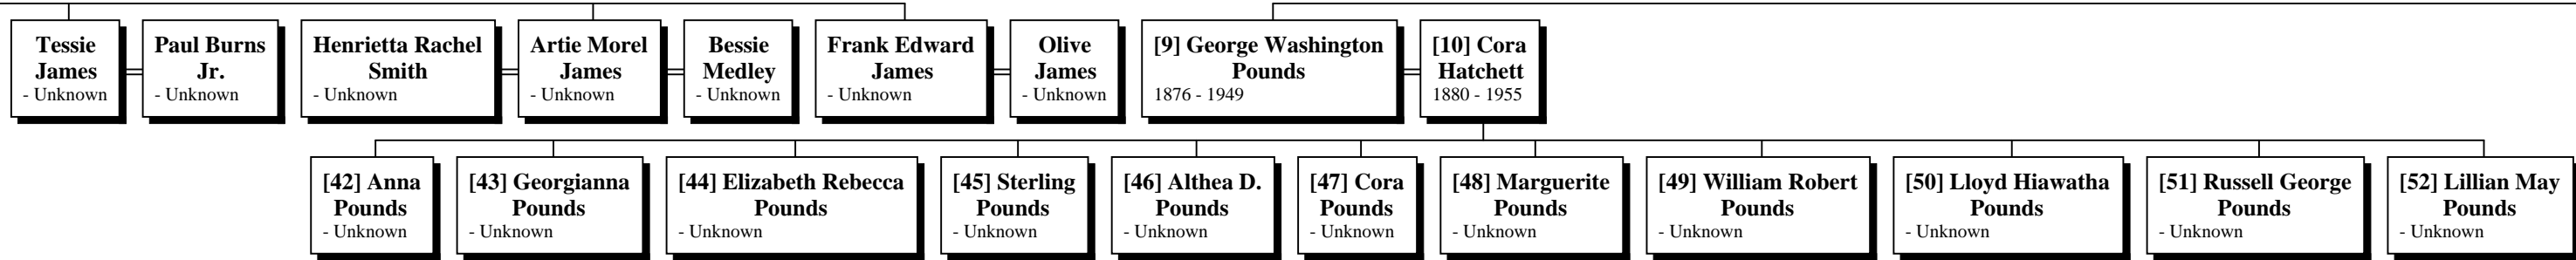 Tessie
James
- Unknown
Paul Burns
Jr.
- Unknown
Henrietta Rachel
Smith
- Unknown
Artie Morel
James
- Unknown
Bessie
Medley
- Unknown
Frank Edward
James
- Unknown
Olive
James
- Unknown
[9] George Washington
Pounds
1876 - 1949
[10] Cora
Hatchett
1880 - 1955
[42] Anna
Pounds
- Unknown
[43] Georgianna
Pounds
- Unknown
[44] Elizabeth Rebecca
Pounds
- Unknown
[45] Sterling
Pounds
- Unknown
[46] Althea D.
Pounds
- Unknown
[47] Cora
Pounds
- Unknown
[48] Marguerite
Pounds
- Unknown
[49] William Robert
Pounds
- Unknown
[50] Lloyd Hiawatha
Pounds
- Unknown
[51] Russell George
Pounds
- Unknown
[52] Lillian May
Pounds
- Unknown